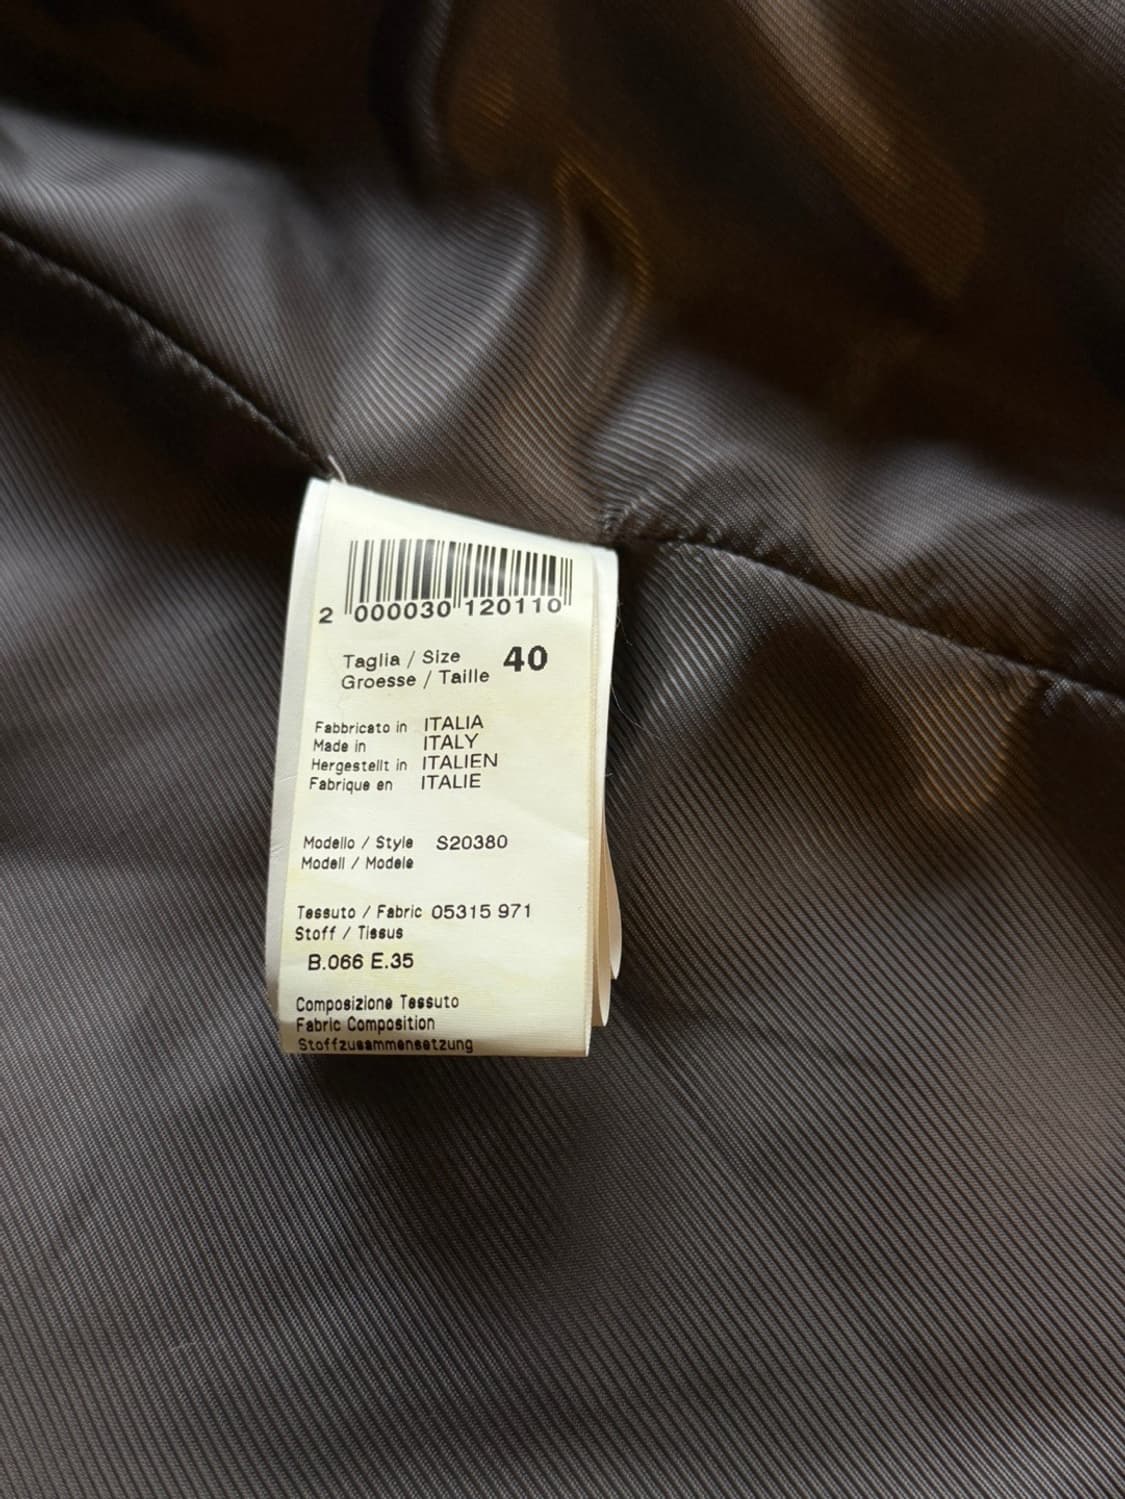 2 000030 120110
Taglia / Size 40
Groesse / Taille
Fabbricato in ITALIA
Made in ITALY
Hergestellt in ITALIEN
Fabrique en ITALIE
Modello / Style S20380
Modell / Modele
Tessuto / Fabric 05315 971
Stoff / Tissus
B.066 E.35
Composizione Tessuto
Fabric Composition
Stoffzusammensetzung